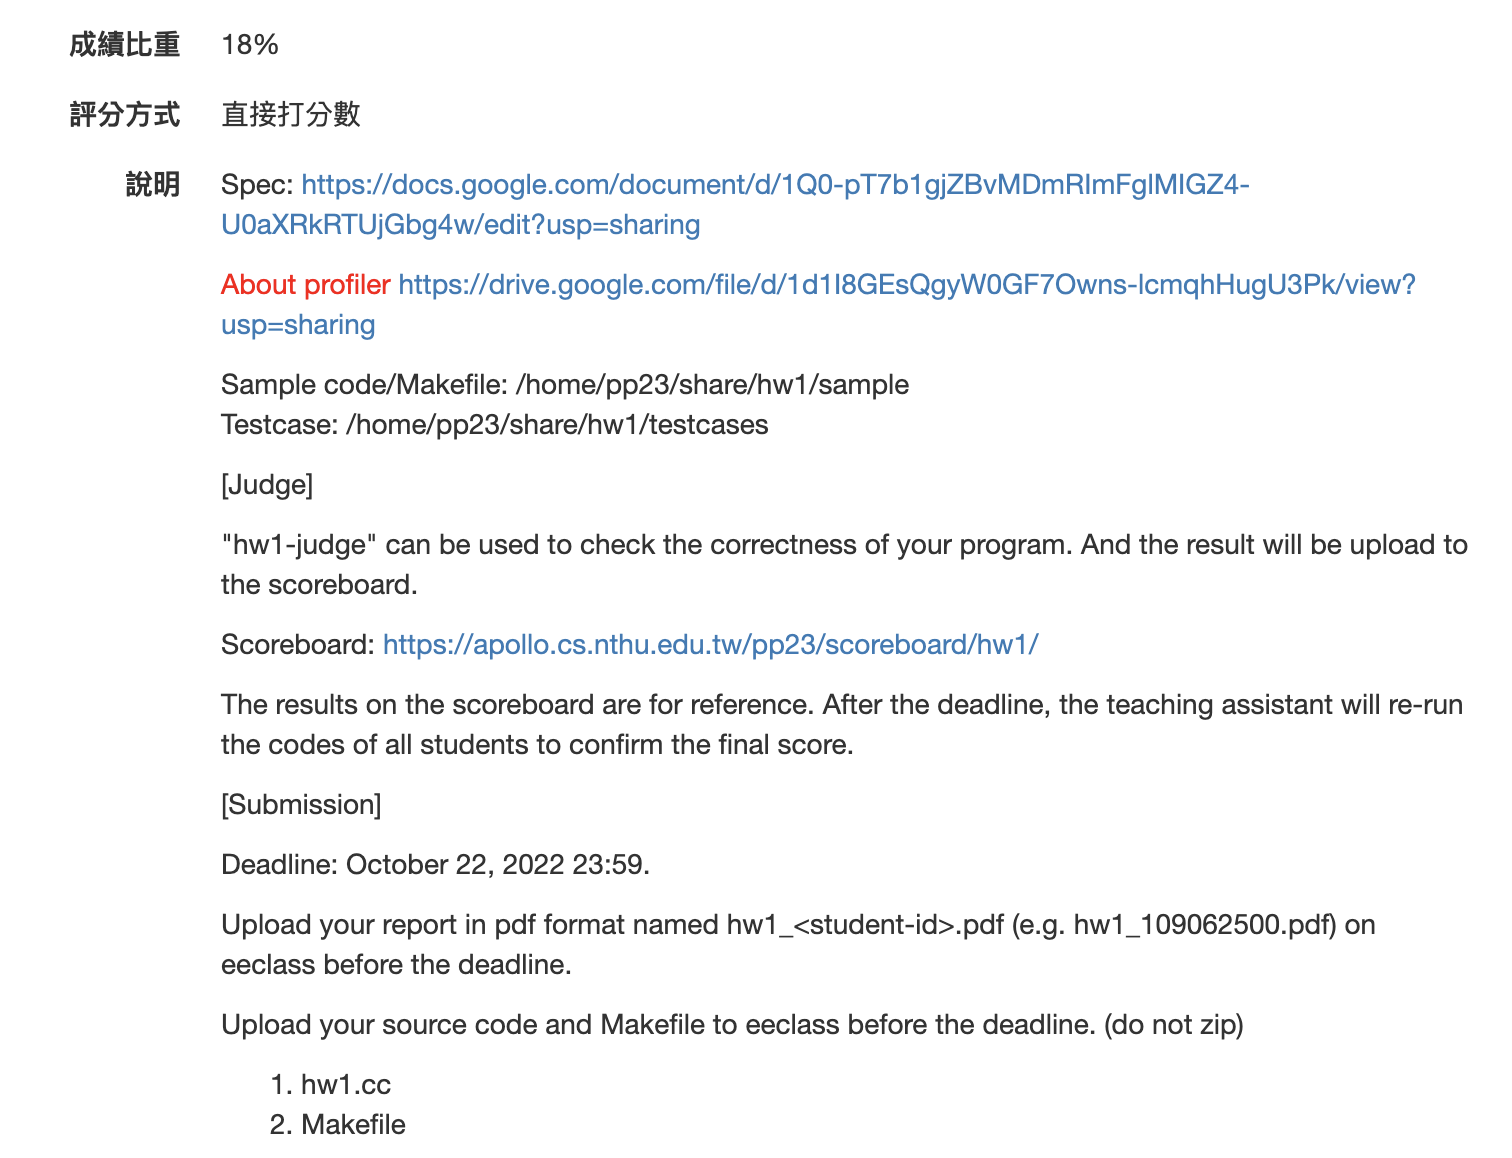 成績比重 18%
評分方式 直接打分數
說明 Spec: https://docs.google.com/document/d/1Q0-pT7b1gjZBvMDmRImFgIMIGZ4-
U0aXRkRTUjGbg4w/edit?usp=sharing
About profiler https://drive.google.com/file/d/1d1I8GEsQgyW0GF7Owns-lcmqhHugU3Pk/view?
usp=sharing
Sample code/Makefile: /home/pp23/share/hw1/sample
Testcase: /home/pp23/share/hw1/testcases
[Judge]
"hw1-judge" can be used to check the correctness of your program. And the result will be upload to
the scoreboard.
Scoreboard: https://apollo.cs.nthu.edu.tw/pp23/scoreboard/hw1/
The results on the scoreboard are for reference. After the deadline, the teaching assistant will re-run
the codes of all students to confirm the final score.
[Submission]
Deadline: October 22, 2022 23:59.
Upload your report in pdf format named hw1_<student-id>.pdf (e.g. hw1_109062500.pdf) on
eeclass before the deadline.
Upload your source code and Makefile to eeclass before the deadline. (do not zip)
1. hw1.cc
2. Makefile